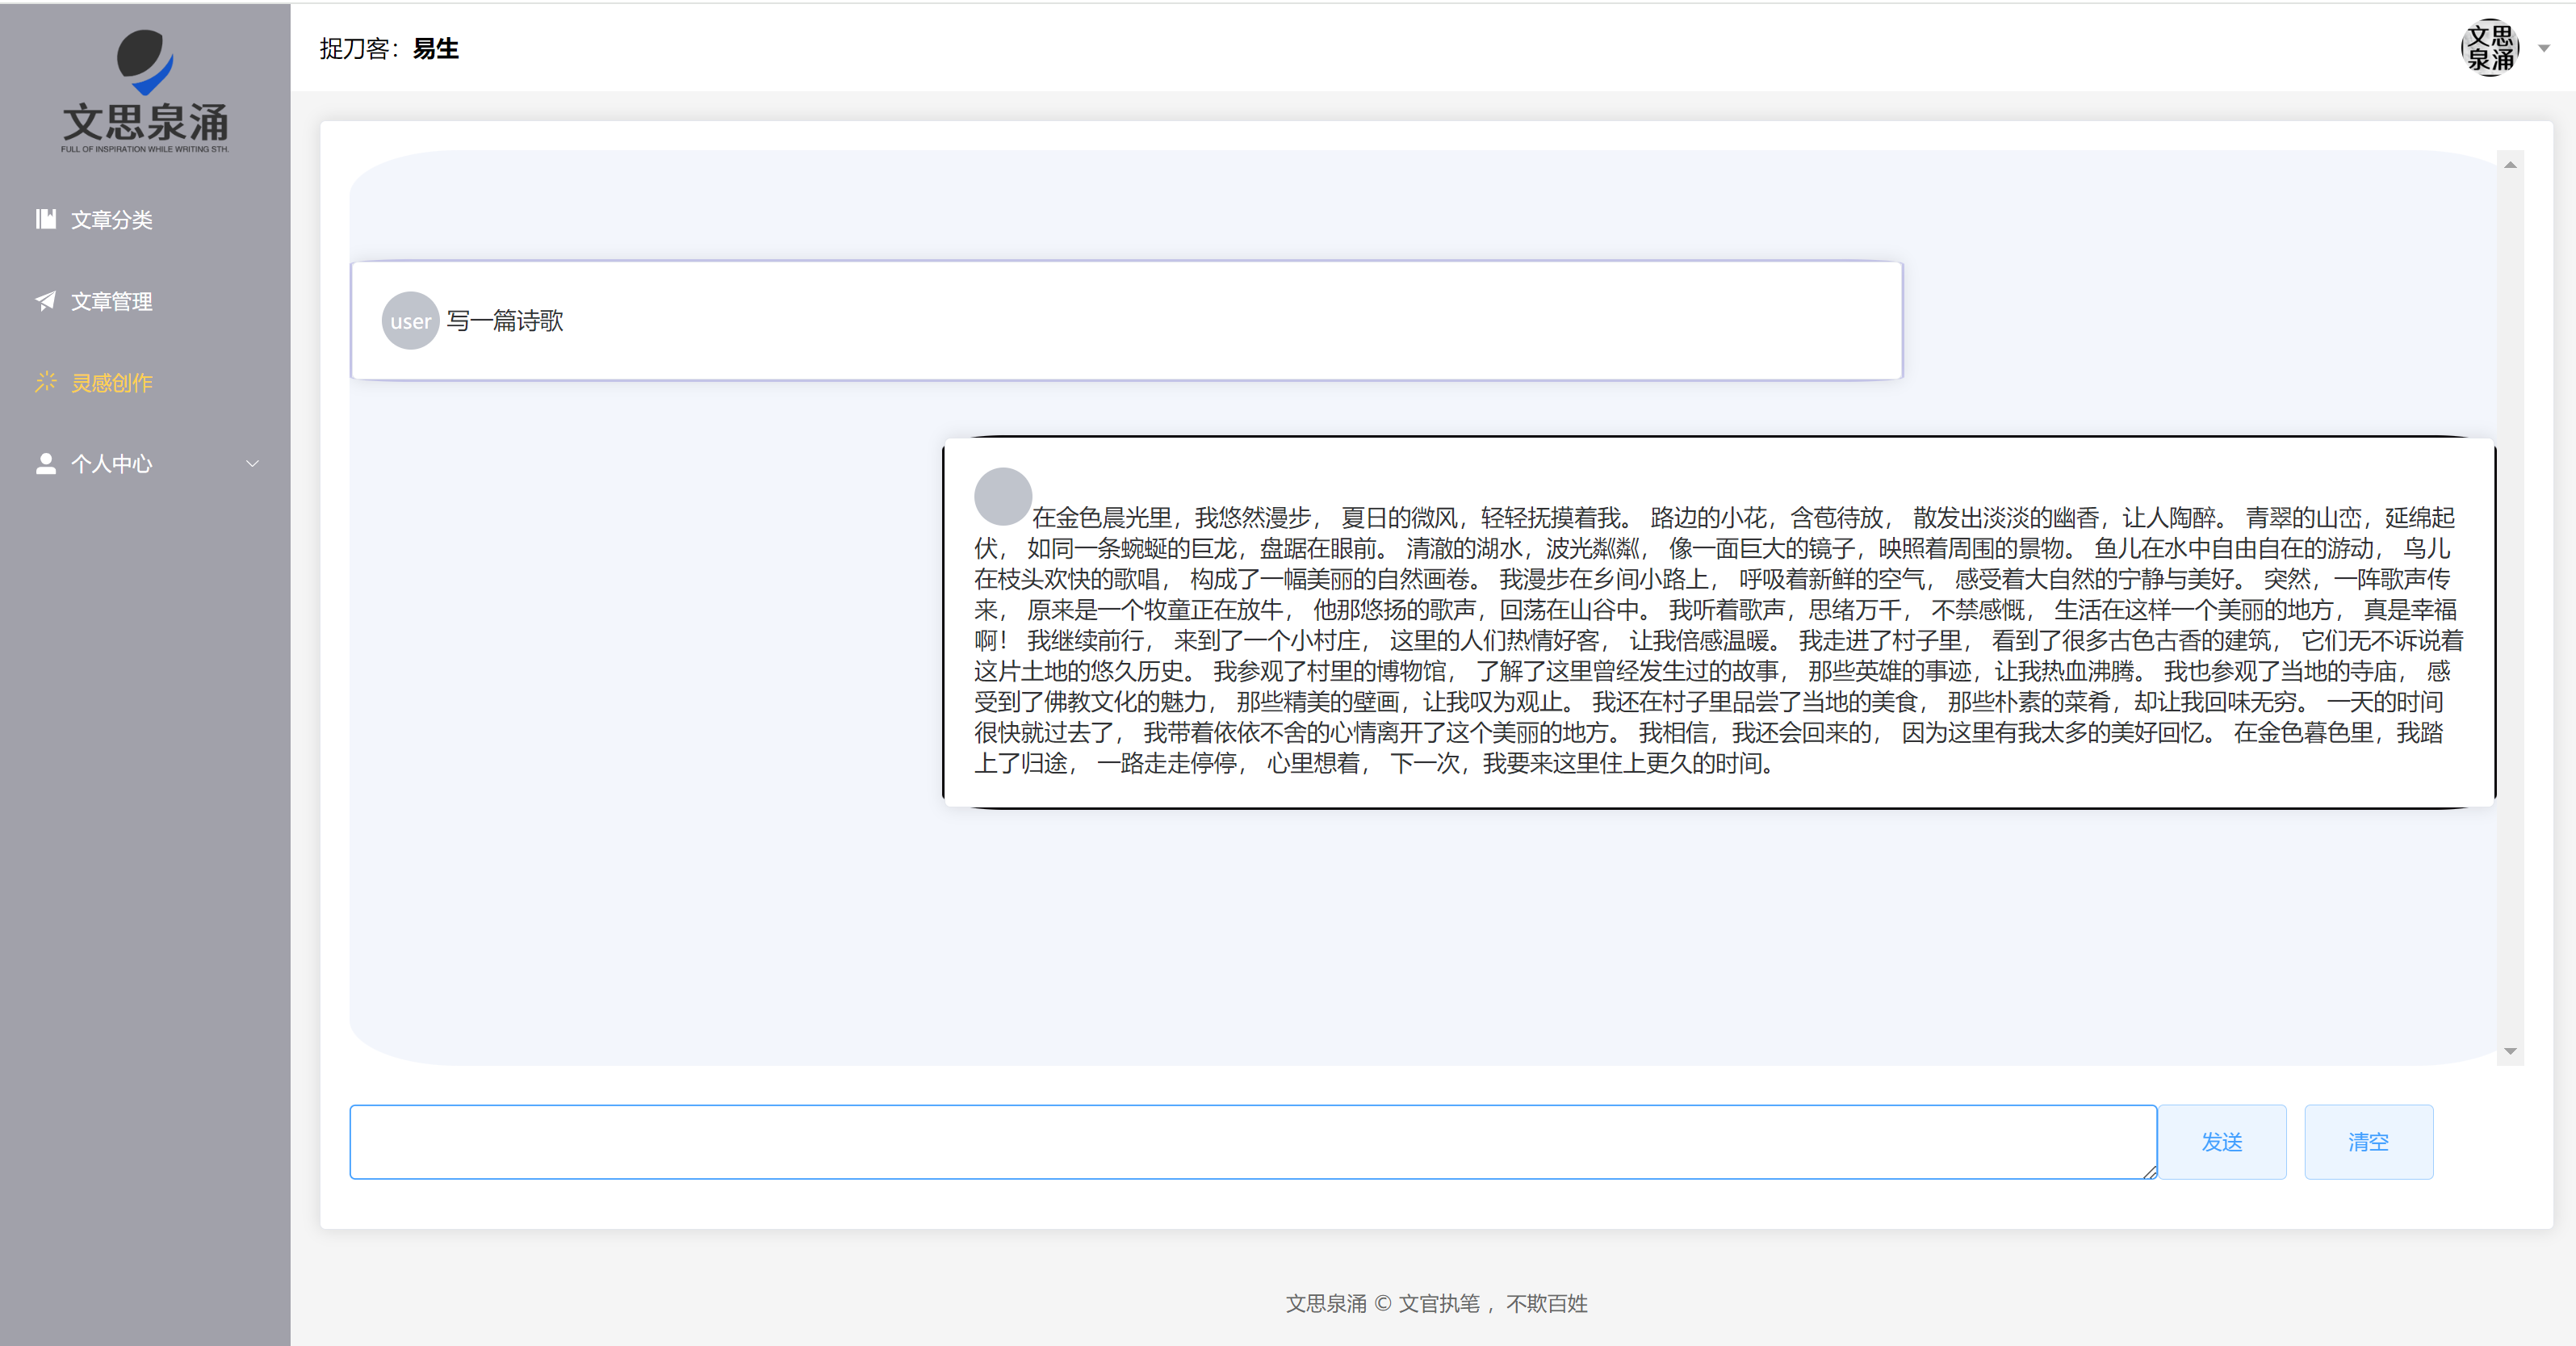 文思泉涌
FULL OF INSPIRATION WHILE WRITING STH.
文章分类
文章管理
灵感创作
个人中心
捉刀客：易生
文思
泉涌
user 写一篇诗歌
在金色晨光里，我悠然漫步， 夏日的微风，轻轻抚摸着我。 路边的小花，含苞待放， 散发出淡淡的幽香，让人陶醉。 青翠的山峦，延绵起
伏， 如同一条蜿蜒的巨龙，盘踞在眼前。 清澈的湖水，波光粼粼， 像一面巨大的镜子，映照着周围的景物。 鱼儿在水中自由自在的游动， 鸟儿
在枝头欢快的歌唱， 构成了一幅美丽的自然画卷。 我漫步在乡间小路上， 呼吸着新鲜的空气， 感受着大自然的宁静与美好。 突然，一阵歌声传
来， 原来是一个牧童正在放牛， 他那悠扬的歌声，回荡在山谷中。 我听着歌声，思绪万千， 不禁感慨， 生活在这样一个美丽的地方， 真是幸福
啊！ 我继续前行， 来到了一个小村庄， 这里的人们热情好客， 让我倍感温暖。 我走进了村子里， 看到了很多古色古香的建筑， 它们无不诉说着
这片土地的悠久历史。 我参观了村里的博物馆， 了解了这里曾经发生过的故事， 那些英雄的事迹，让我热血沸腾。 我也参观了当地的寺庙， 感
受到了佛教文化的魅力， 那些精美的壁画，让我叹为观止。 我还在村子里品尝了当地的美食， 那些朴素的菜肴，却让我回味无穷。 一天的时间
很快就过去了， 我带着依依不舍的心情离开了这个美丽的地方。 我相信，我还会回来的， 因为这里有我太多的美好回忆。 在金色暮色里，我踏
上了归途， 一路走走停停， 心里想着， 下一次，我要来这里住上更久的时间。
发送
清空
文思泉涌 © 文官执笔 ，不欺百姓